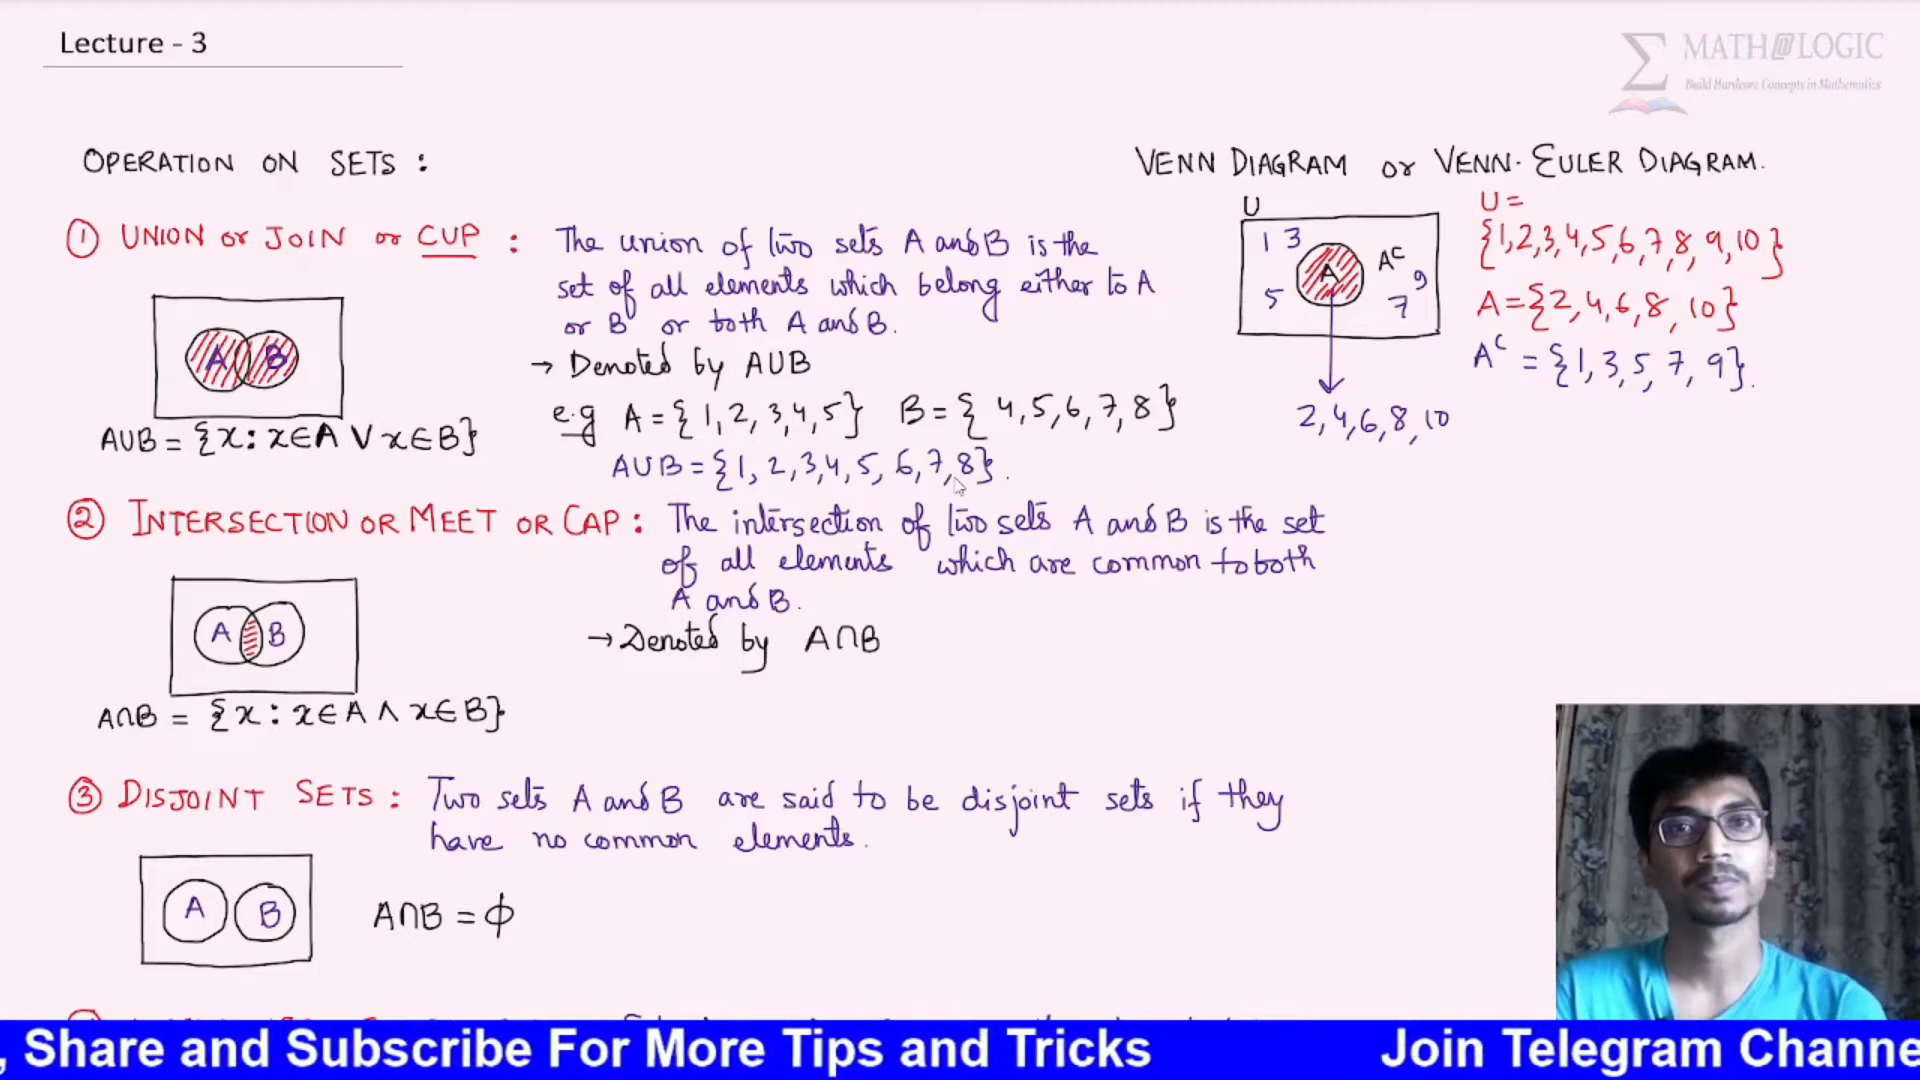 Lecture - 3
MATH@LOGIC
Build Hardcore Concepts in Mathematics
OPERATION ON SETS :
① UNION or JOIN or CUP :
The union of two sets A and B is the
set of all elements which belong either to A
or B or both A and B.
→ Denoted by A∪B
e.g A = {1, 2, 3, 4, 5} B = {4, 5, 6, 7, 8}
A∪B = {1, 2, 3, 4, 5, 6, 7, 8}.
A B
A∪B = {x : x∈A ∨ x∈B}
VENN DIAGRAM or VENN-EULER DIAGRAM.
U
1 3
A
Aᶜ
5
9
7
2, 4, 6, 8, 10
U =
{1, 2, 3, 4, 5, 6, 7, 8, 9, 10}
A = {2, 4, 6, 8, 10}
Aᶜ = {1, 3, 5, 7, 9}.
② INTERSECTION OR MEET OR CAP :
The intersection of two sets A and B is the set
of all elements which are common to both
A and B.
→ Denoted by A∩B
A B
A∩B = {x : x∈A ∧ x∈B}
③ DISJOINT SETS :
Two sets A and B are said to be disjoint sets if they
have no common elements.
A B
A∩B = ϕ
, Share and Subscribe For More Tips and Tricks
Join Telegram Channe